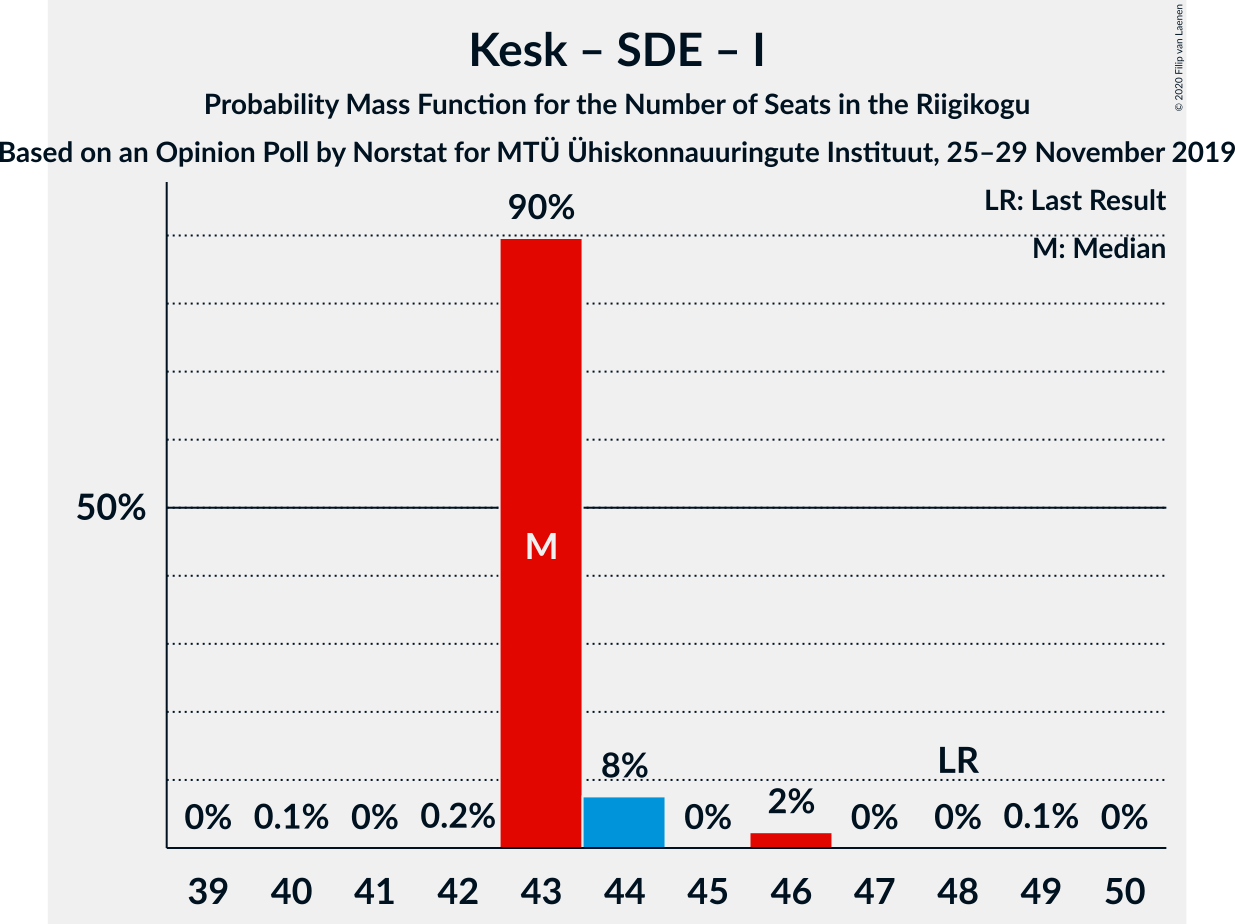 Kesk – SDE – I
Probability Mass Function for the Number of Seats in the Riigikogu
Based on an Opinion Poll by Norstat for MTÜ Ühiskonnauuringute Instituut, 25–29 November 2019
© 2020 Filip van Laenen
LR: Last Result
M: Median
90%
50%
M
8%
LR
0% 0.1% 0% 0.2% 0% 2% 0% 0% 0.1% 0%
39 40 41 42 43 44 45 46 47 48 49 50